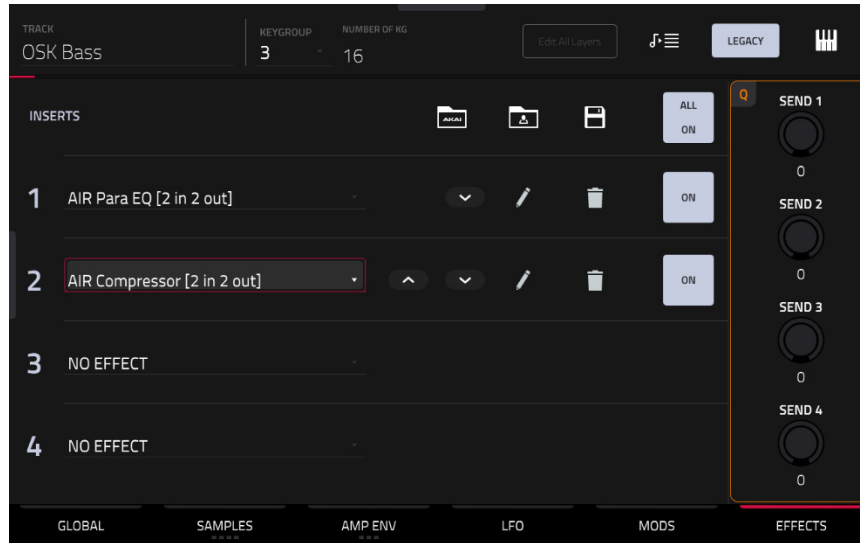 TRACK
OSK Bass
KEYGROUP
3
NUMBER OF KG
16
Edit All Layers
LEGACY
INSERTS
AKAI
ALL
ON
1
AIR Para EQ [2 in 2 out]
ON
2
AIR Compressor [2 in 2 out]
ON
3
NO EFFECT
4
NO EFFECT
Q
SEND 1
0
SEND 2
0
SEND 3
0
SEND 4
0
GLOBAL
SAMPLES
AMP ENV
LFO
MODS
EFFECTS